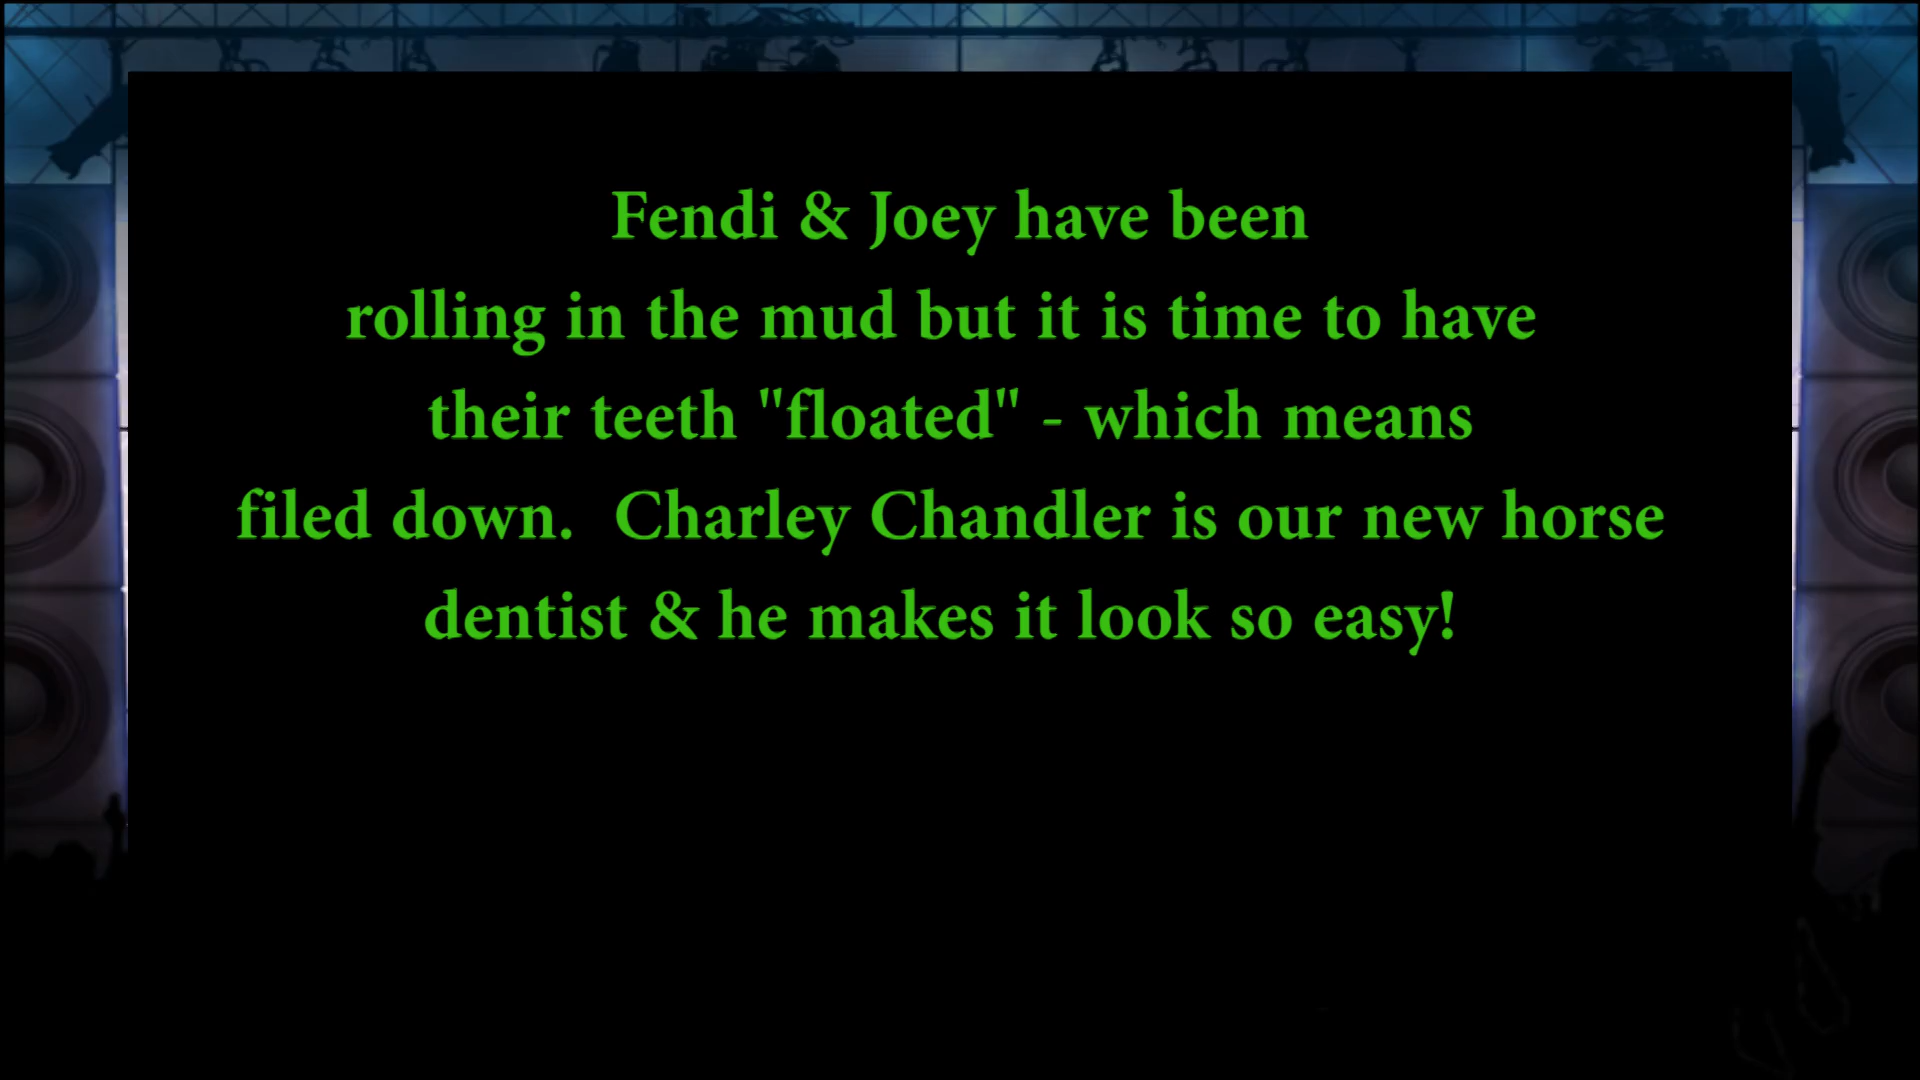 Fendi & Joey have been
rolling in the mud but it is time to have
their teeth "floated" - which means
filed down.  Charley Chandler is our new horse
dentist & he makes it look so easy!